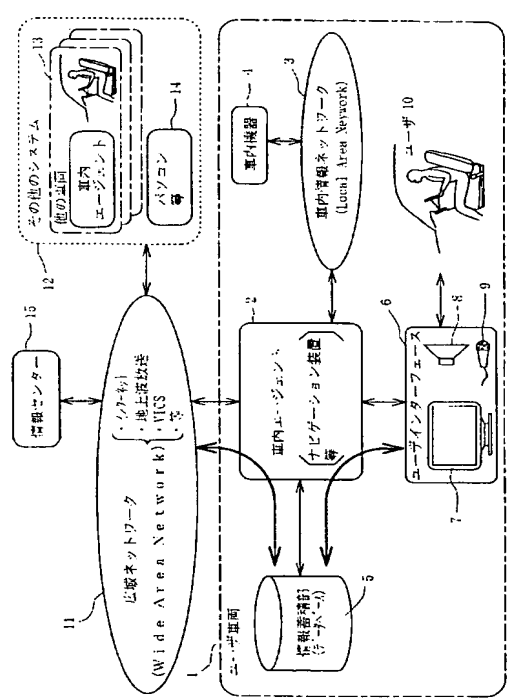 15
情報センター
12
その他のシステム
13
他の車両
車内
エージェント
14
パソコン
等
11
広域ネットワーク
(Wide Area Network)
・インターネット
・地上波放送
・VICS
・等
1
ユーザ車両
2
車内エージェント
ナビゲーション装置
等
4
車内機器
3
車内情報ネットワーク
(Local Area Network)
5
情報蓄積部
(データベース)
6
ユーザインターフェース
7
8
9
ユーザ 10